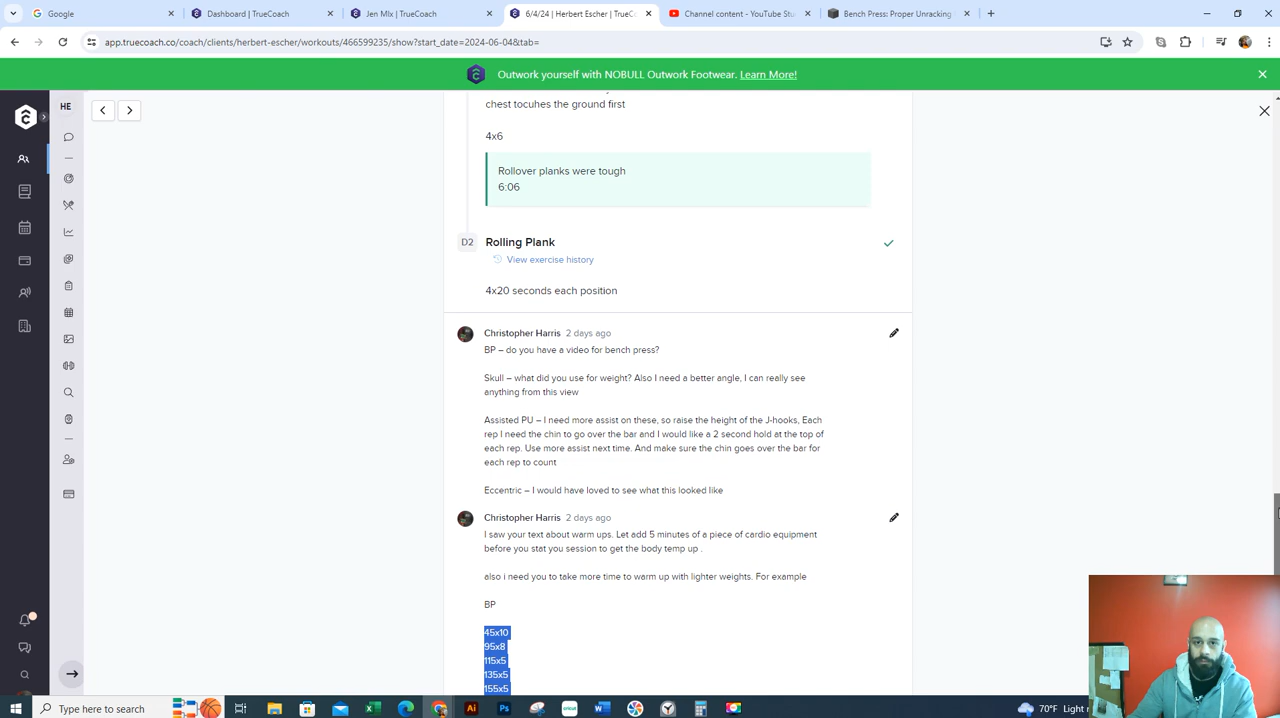 Google
Dashboard | TrueCoach
Jen MIx | TrueCoach
6/4/24 | Herbert Escher | TrueC
Channel content - YouTube Stu
Bench Press: Proper Unracking
app.truecoach.co/coach/clients/herbert-escher/workouts/466599235/show?start_date=2024-06-04&tab=
Outwork yourself with NOBULL Outwork Footwear. Learn More!
HE
chest tocuhes the ground first
4x6
Rollover planks were tough
6:06
D2
Rolling Plank
View exercise history
4x20 seconds each position
Christopher Harris 2 days ago
BP – do you have a video for bench press?
Skull – what did you use for weight? Also I need a better angle, I can really see
anything from this view
Assisted PU – I need more assist on these, so raise the height of the J-hooks, Each
rep I need the chin to go over the bar and I would like a 2 second hold at the top of
each rep. Use more assist next time. And make sure the chin goes over the bar for
each rep to count
Eccentric – I would have loved to see what this looked like
Christopher Harris 2 days ago
I saw your text about warm ups. Let add 5 minutes of a piece of cardio equipment
before you stat you session to get the body temp up .
also i need you to take more time to warm up with lighter weights. For example
BP
45x10
95x8
115x5
135x5
155x5
Type here to search
70°F Light r